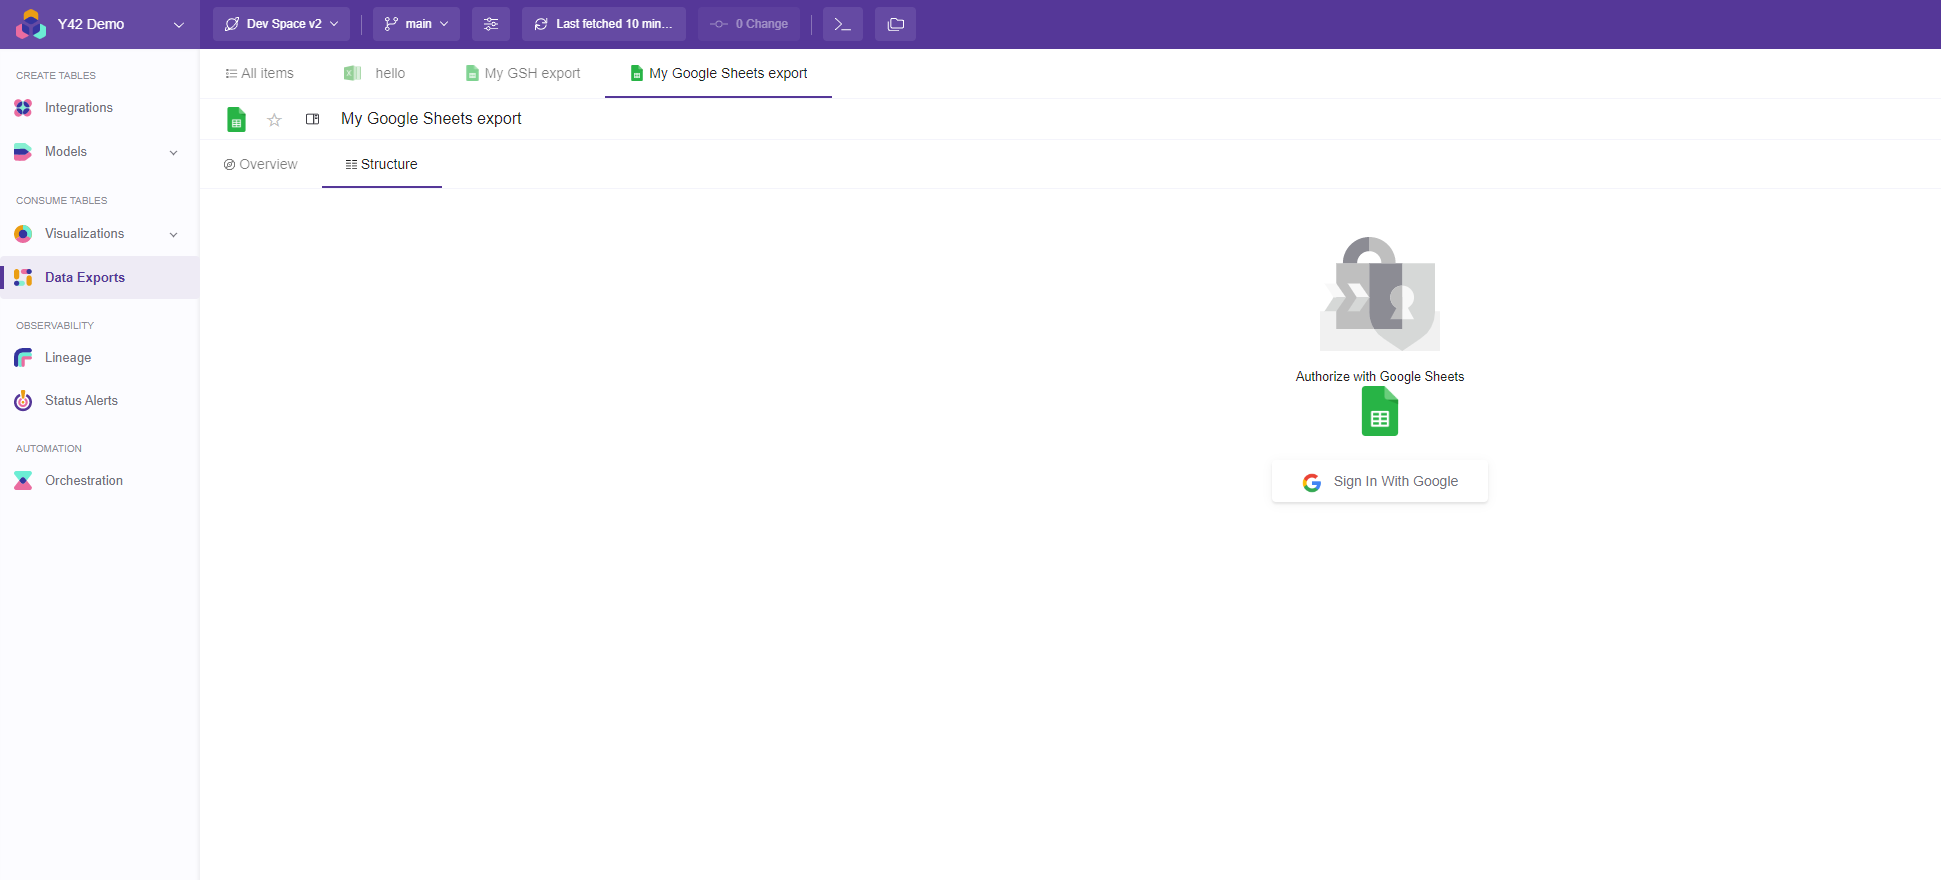 Y42 Demo
Dev Space v2
main
Last fetched 10 min...
0 Change
CREATE TABLES
Integrations
Models
CONSUME TABLES
Visualizations
Data Exports
OBSERVABILITY
Lineage
Status Alerts
AUTOMATION
Orchestration
All items
hello
My GSH export
My Google Sheets export
My Google Sheets export
Overview
Structure
Authorize with Google Sheets
Sign In With Google